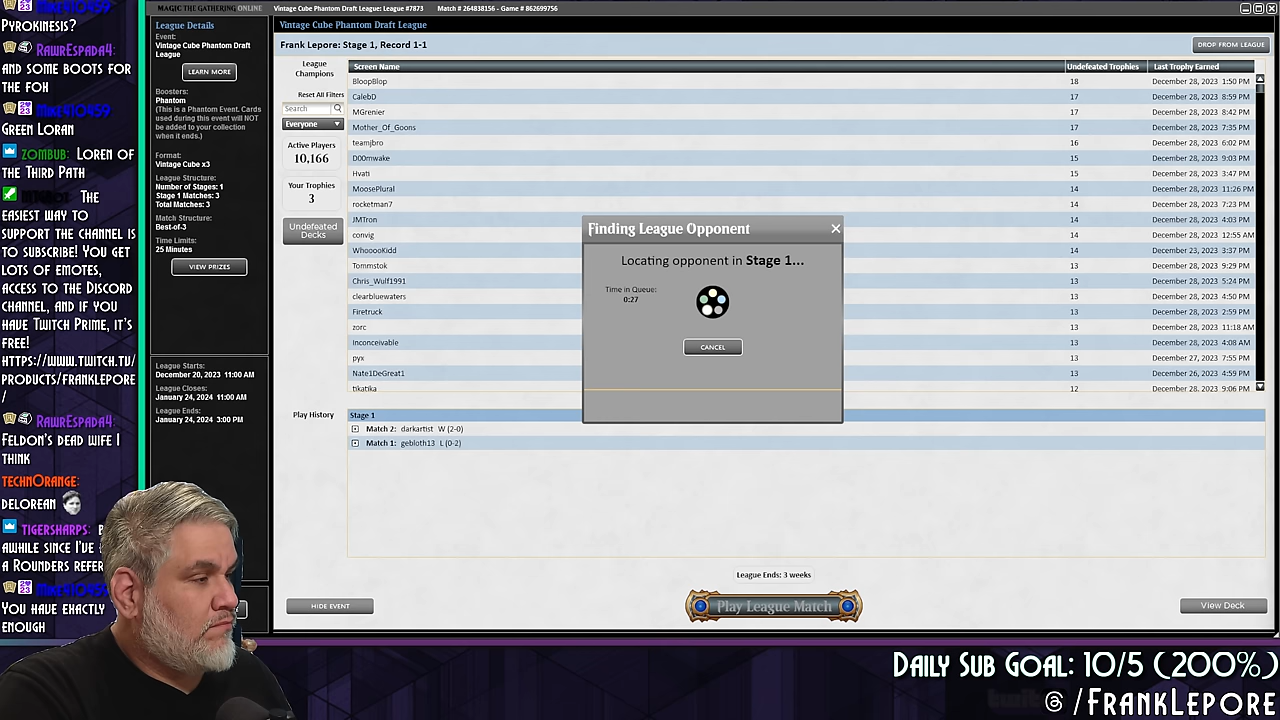 MAGIC THE GATHERING ONLINE
Vintage Cube Phantom Draft League: League #7873 Match # 264838156 - Game # 862699756
PYROKINESIS?
RAWRESPADA4:
AND SOME BOOTS FOR
THE FOH
MIKE410459
GREEN LORAN
ZOMBUB: LOREN OF
THE THIRD PATH
THE
EASIEST WAY TO
SUPPORT THE CHANNEL IS
TO SUBSCRIBE! YOU GET
LOTS OF EMOTES,
ACCESS TO THE DISCORD
CHANNEL, AND IF YOU
HAVE TWITCH PRIME, IT'S
FREE!
HTTPS://WWW.TWITCH.TV/
PRODUCTS/FRANKLEPORE
/
RAWRESPADA4:
FELDON'S DEAD WIFE I
THINK
TECHNORANGE:
DELOREAN
TIGERSHARPS:
AWHILE SINCE I'VE
A ROUNDERS REFER
MIKE410459
YOU HAVE EHACTLY
ENOUGH
League Details
Event:
Vintage Cube Phantom Draft
League
LEARN MORE
Boosters:
Phantom
(This is a Phantom Event. Cards
used during this event will NOT
be added to your collection
when it ends.)
Format:
Vintage Cube x3
League Structure:
Number of Stages: 1
Stage 1 Matches: 3
Total Matches: 3
Match Structure:
Best-of-3
Time Limits:
25 Minutes
VIEW PRIZES
League Starts:
December 20, 2023 11:00 AM
League Closes:
January 24, 2024 11:00 AM
League Ends:
January 24, 2024 3:00 PM
Vintage Cube Phantom Draft League
Frank Lepore: Stage 1, Record 1-1
DROP FROM LEAGUE
League
Champions
Reset All Filters
Search
Everyone
Active Players
10,166
Your Trophies
3
Undefeated
Decks
Screen Name Undefeated Trophies Last Trophy Earned
BloopBlop 18 December 28, 2023 1:50 PM
CalebD 17 December 28, 2023 8:59 PM
MGrenier 17 December 28, 2023 8:42 PM
Mother_Of_Goons 17 December 28, 2023 7:35 PM
teamjbro 16 December 28, 2023 6:02 PM
D00mwake 15 December 28, 2023 9:03 PM
Hvati 15 December 28, 2023 3:47 PM
MoosePlural 14 December 28, 2023 11:26 PM
rocketman7 14 December 28, 2023 7:23 PM
JMTron 14 December 28, 2023 4:03 PM
convig 14 December 28, 2023 12:55 AM
WhooooKidd 14 December 23, 2023 3:37 PM
Tommstok 13 December 28, 2023 9:29 PM
Chris_Wolf1991 13 December 28, 2023 5:24 PM
clearbluewaters 13 December 28, 2023 4:50 PM
Firetruck 13 December 28, 2023 2:59 PM
zorc 13 December 28, 2023 11:18 AM
Inconceivable 13 December 28, 2023 4:08 AM
pyx 13 December 27, 2023 7:55 PM
Nate1DeGreat1 13 December 26, 2023 4:59 PM
tikatika 12 December 28, 2023 9:06 PM
Finding League Opponent
Locating opponent in Stage 1...
Time in Queue:
0:27
CANCEL
Play History
Stage 1
Match 2: darkartist W (2-0)
Match 1: gebloth13 L (0-2)
League Ends: 3 weeks
HIDE EVENT
Play League Match
View Deck
DAILY SUB GOAL: 10/5 (200%)
/FRANKLEPORE